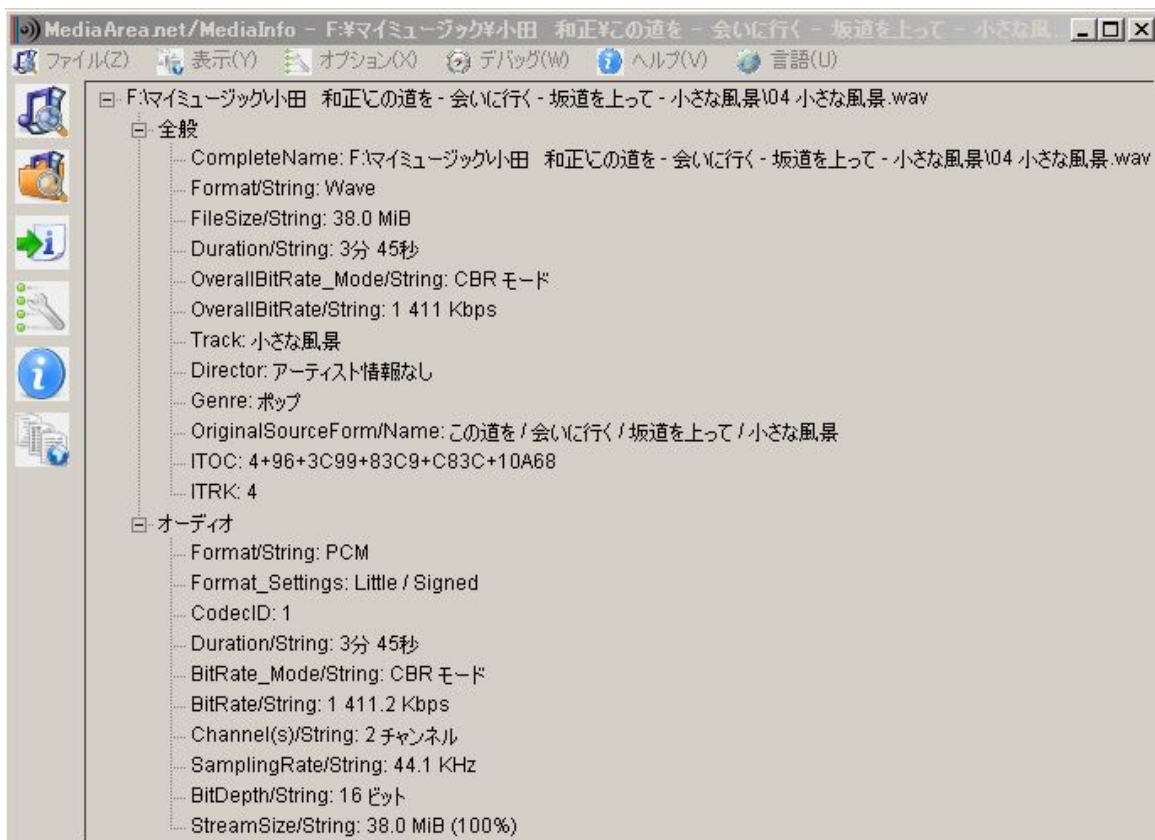 MediaArea.net/MediaInfo - F:¥マイミュージック¥小田　和正¥この道を - 会いに行く - 坂道を上って - 小さな風...
ファイル(Z) 表示(Y) オプション(X) デバッグ(W) ヘルプ(V) 言語(U)
F:\マイミュージック\小田　和正\この道を - 会いに行く - 坂道を上って - 小さな風景\04 小さな風景.wav
全般
CompleteName: F:\マイミュージック\小田　和正\この道を - 会いに行く - 坂道を上って - 小さな風景\04 小さな風景.wav
Format/String: Wave
FileSize/String: 38.0 MiB
Duration/String: 3分 45秒
OverallBitRate_Mode/String: CBR モード
OverallBitRate/String: 1 411 Kbps
Track: 小さな風景
Director: アーティスト情報なし
Genre: ポップ
OriginalSourceForm/Name: この道を / 会いに行く / 坂道を上って / 小さな風景
ITOC: 4+96+3C99+83C9+C83C+10A68
ITRK: 4
オーディオ
Format/String: PCM
Format_Settings: Little / Signed
CodecID: 1
Duration/String: 3分 45秒
BitRate_Mode/String: CBR モード
BitRate/String: 1 411.2 Kbps
Channel(s)/String: 2 チャンネル
SamplingRate/String: 44.1 KHz
BitDepth/String: 16 ビット
StreamSize/String: 38.0 MiB (100%)